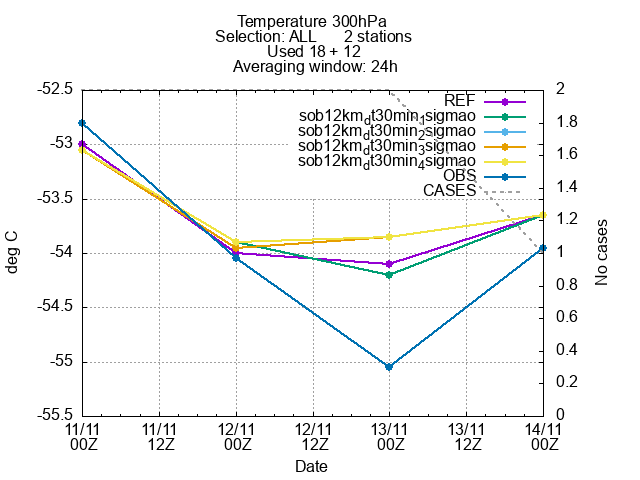 Temperature 300hPa
Selection: ALL 2 stations
Used 18 + 12
Averaging window: 24h
REF
sob12km_dt30min_1sigmao
sob12km_dt30min_2sigmao
sob12km_dt30min_3sigmao
sob12km_dt30min_4sigmao
OBS
CASES
-52.5
-53
-53.5
-54
-54.5
-55
-55.5
deg C
2
1.8
1.6
1.4
1.2
1
0.8
0.6
0.4
0.2
0
No cases
11/11 11/11 12/11 12/11 13/11 13/11 14/11
00Z 12Z 00Z 12Z 00Z 12Z 00Z
Date